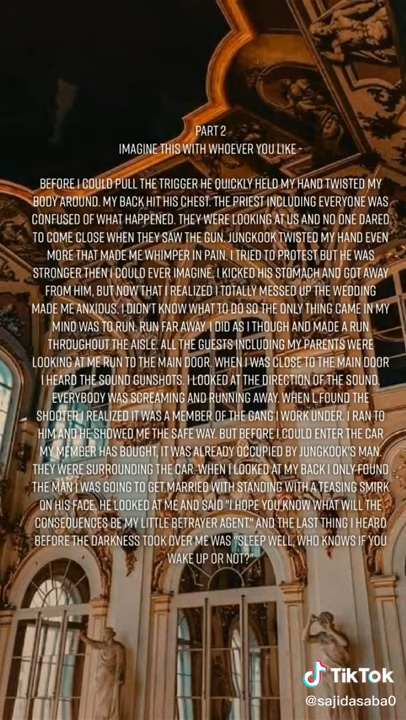 PART 2
IMAGINE THIS WITH WHOEVER YOU LIKE -
BEFORE I COULD PULL THE TRIGGER HE QUICKLY HELD MY HAND TWISTED MY
BODY AROUND. MY BACK HIT HIS CHEST. THE PRIEST INCLUDING EVERYONE WAS
CONFUSED OF WHAT HAPPENED. THEY WERE LOOKING AT US AND NO ONE DARED
TO COME CLOSE WHEN THEY SAW THE GUN. JUNGKOOK TWISTED MY HAND EVEN
MORE THAT MADE ME WHIMPER IN PAIN. I TRIED TO PROTEST BUT HE WAS
STRONGER THEN I COULD EVER IMAGINE. I KICKED HIS STOMACH AND GOT AWAY
FROM HIM, BUT NOW THAT I REALIZED I TOTALLY MESSED UP THE WEDDING
MADE ME ANXIOUS. I DIDN'T KNOW WHAT TO DO SO THE ONLY THING CAME IN MY
MIND WAS TO RUN. RUN FAR AWAY. I DID AS I THOUGH AND MADE A RUN
THROUGHOUT THE AISLE. ALL THE GUESTS INCLUDING MY PARENTS WERE
LOOKING AT ME RUN TO THE MAIN DOOR. WHEN I WAS CLOSE TO THE MAIN DOOR
I HEARD THE SOUND GUNSHOTS. I LOOKED AT THE DIRECTION OF THE SOUND,
EVERYBODY WAS SCREAMING AND RUNNING AWAY. WHEN I FOUND THE
SHOOTER I REALIZED IT WAS A MEMBER OF THE GANG I WORK UNDER. I RAN TO
HIM AND HE SHOWED ME THE SAFE WAY. BUT BEFORE I COULD ENTER THE CAR
MY MEMBER HAS BOUGHT, IT WAS ALREADY OCCUPIED BY JUNGKOOK'S MAN.
THEY WERE SURROUNDING THE CAR. WHEN I LOOKED AT MY BACK I ONLY FOUND
THE MAN I WAS GOING TO GET MARRIED WITH STANDING WITH A TEASING SMIRK
ON HIS FACE. HE LOOKED AT ME AND SAID "I HOPE YOU KNOW WHAT WILL THE
CONSEQUENCES BE MY LITTLE BETRAYER AGENT." AND THE LAST THING I HEARD
BEFORE THE DARKNESS TOOK OVER ME WAS "SLEEP WELL, WHO KNOWS IF YOU
WAKE UP OR NOT?"
TikTok
@sajidasaba0